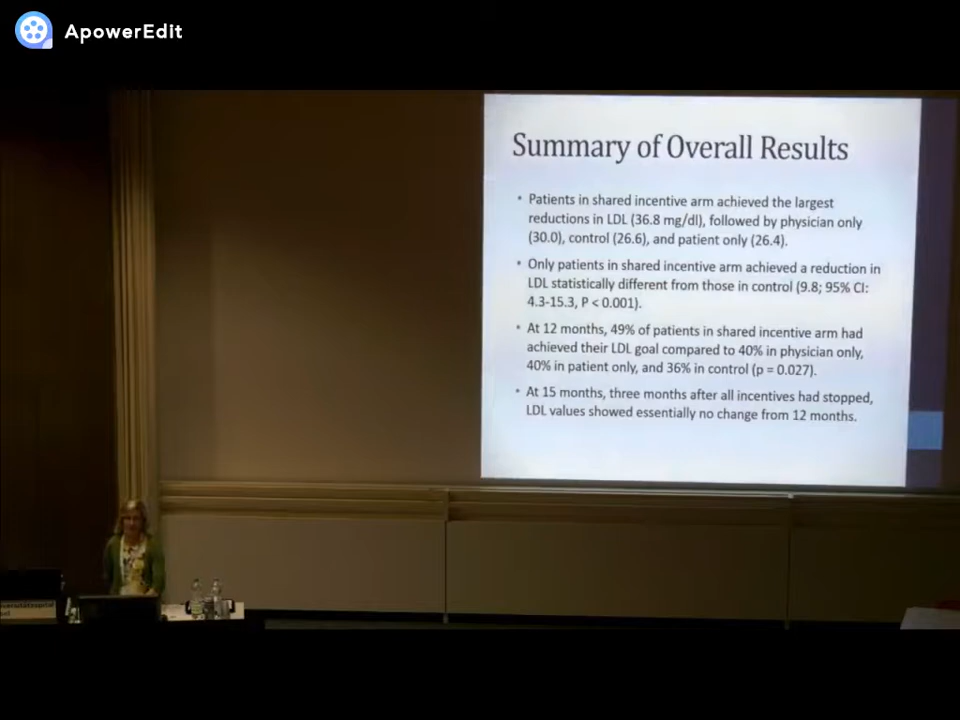 ApowerEdit
Summary of Overall Results
• Patients in shared incentive arm achieved the largest
reductions in LDL (36.8 mg/dl), followed by physician only
(30.0), control (26.6), and patient only (26.4).
• Only patients in shared incentive arm achieved a reduction in
LDL statistically different from those in control (9.8; 95% CI:
4.3-15.3, P < 0.001).
• At 12 months, 49% of patients in shared incentive arm had
achieved their LDL goal compared to 40% in physician only,
40% in patient only, and 36% in control (p = 0.027).
• At 15 months, three months after all incentives had stopped,
LDL values showed essentially no change from 12 months.